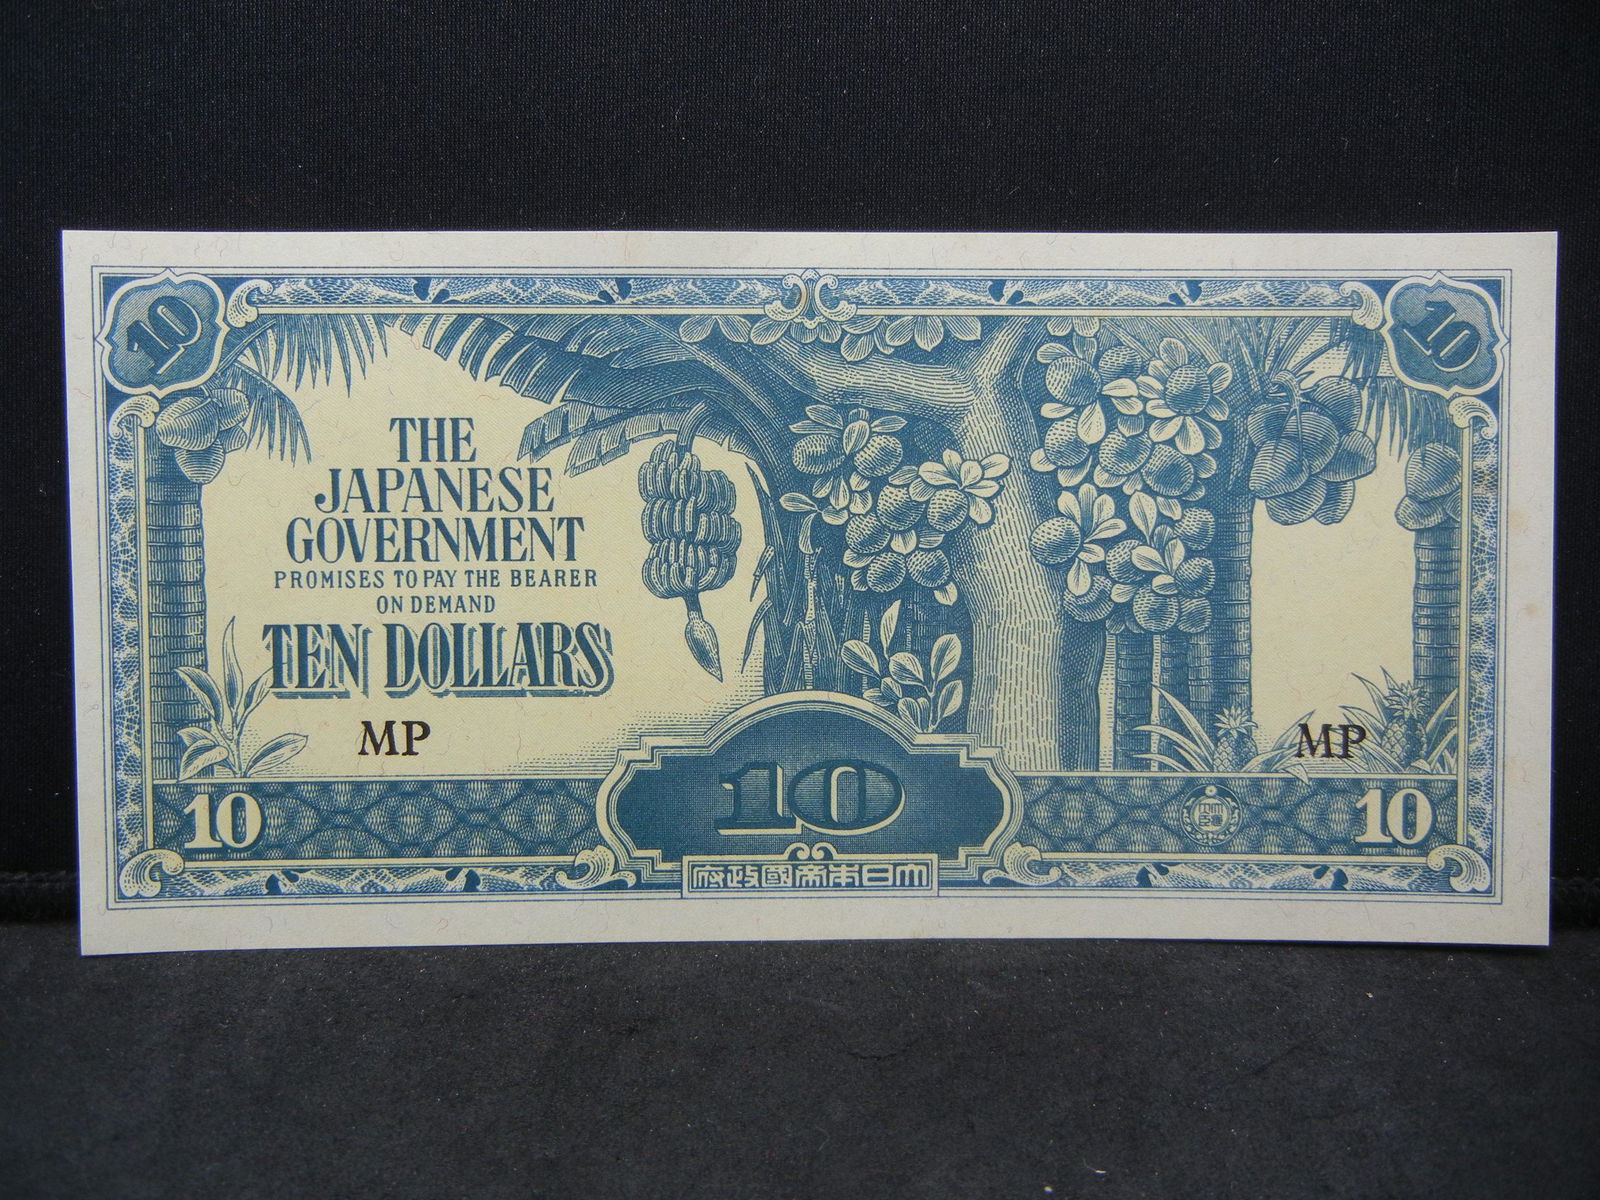 10
10
THE
JAPANESE
GOVERNMENT
PROMISES TO PAY THE BEARER
ON DEMAND
TEN DOLLARS
MP
MP
10
10
10
府政國帝本日大